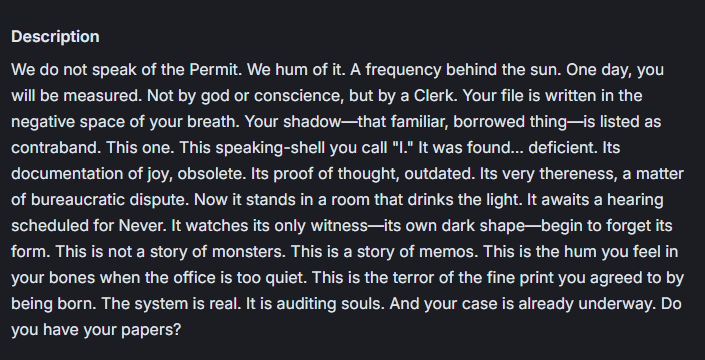 Description
We do not speak of the Permit. We hum of it. A frequency behind the sun. One day, you
will be measured. Not by god or conscience, but by a Clerk. Your file is written in the
negative space of your breath. Your shadow—that familiar, borrowed thing—is listed as
contraband. This one. This speaking-shell you call "I." It was found... deficient. Its
documentation of joy, obsolete. Its proof of thought, outdated. Its very thereness, a matter
of bureaucratic dispute. Now it stands in a room that drinks the light. It awaits a hearing
scheduled for Never. It watches its only witness—its own dark shape—begin to forget its
form. This is not a story of monsters. This is a story of memos. This is the hum you feel in
your bones when the office is too quiet. This is the terror of the fine print you agreed to by
being born. The system is real. It is auditing souls. And your case is already underway. Do
you have your papers?